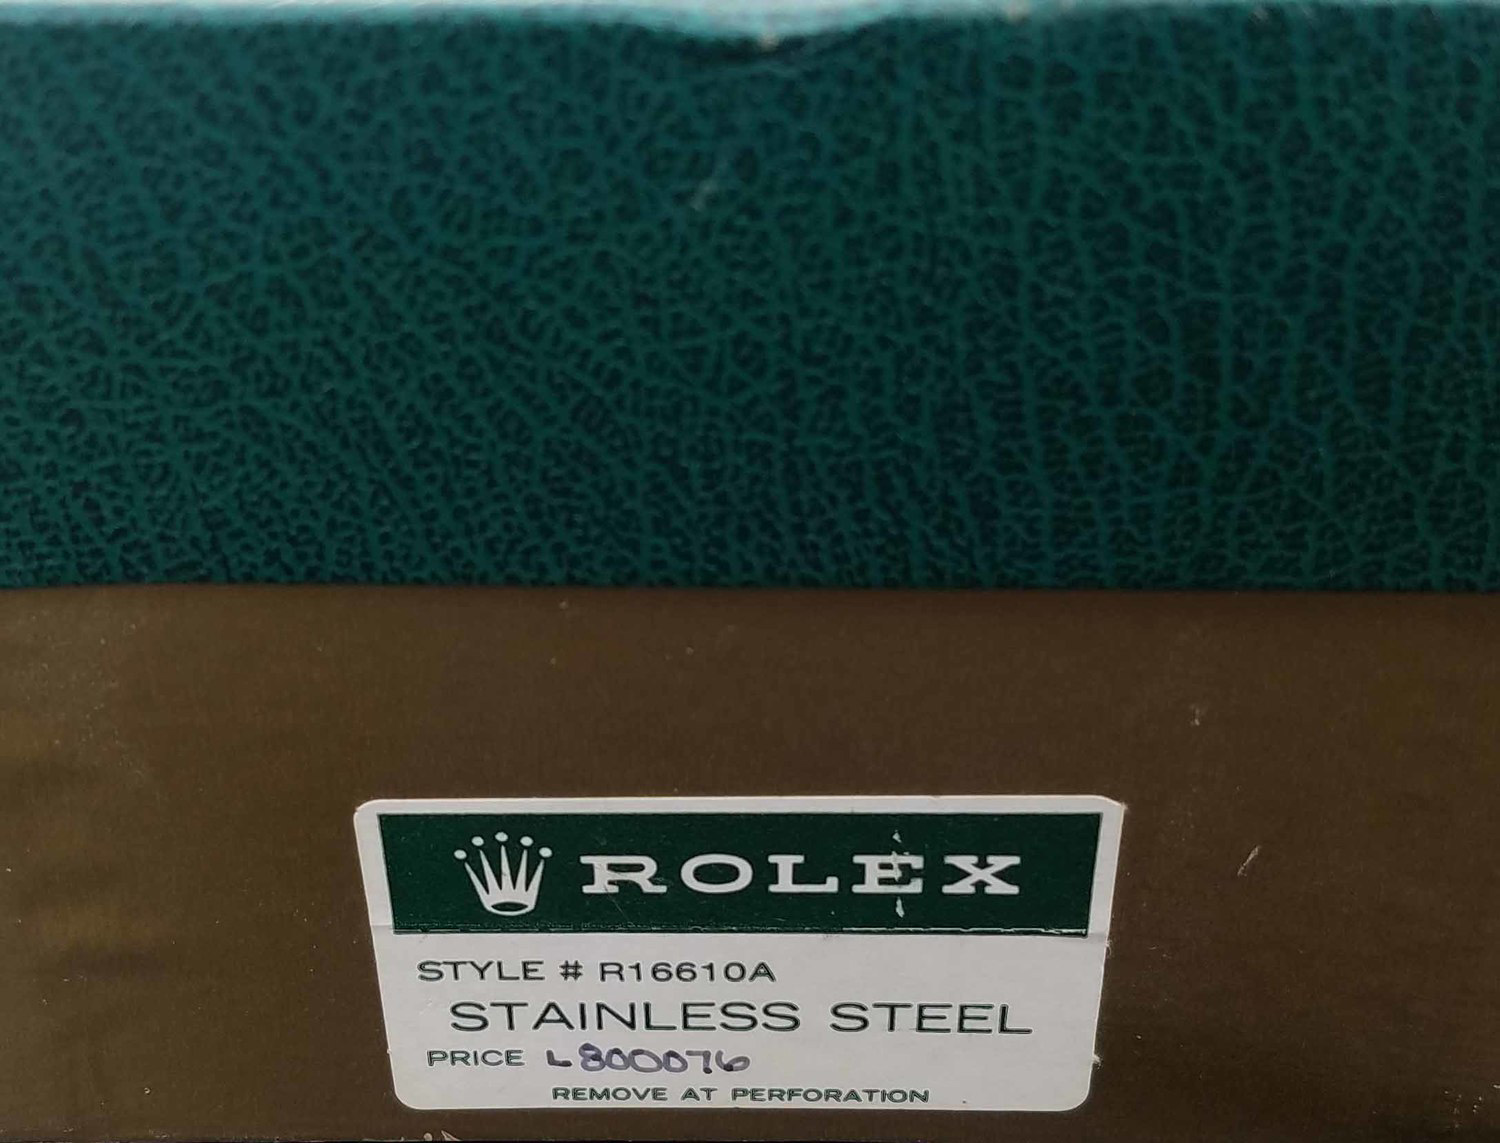 ROLEX
STYLE # R16610A
STAINLESS STEEL
PRICE L800076
REMOVE AT PERFORATION